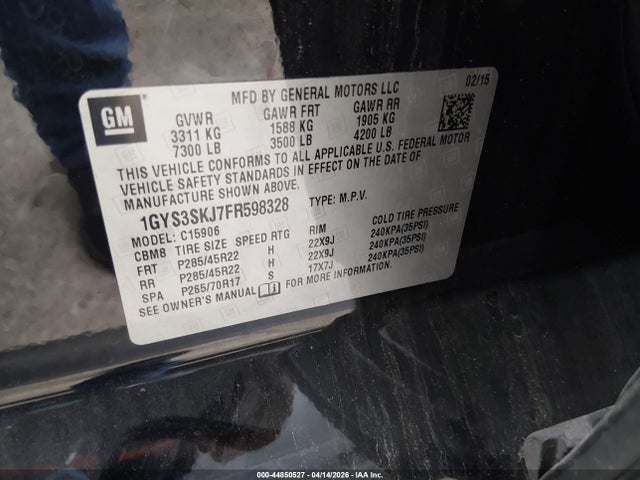 GM
MFD BY GENERAL MOTORS LLC 02/15
GVWR GAWR FRT GAWR RR
3311 KG 1588 KG 1905 KG
7300 LB 3500 LB 4200 LB
THIS VEHICLE CONFORMS TO ALL APPLICABLE U.S. FEDERAL MOTOR
VEHICLE SAFETY STANDARDS IN EFFECT ON THE DATE OF
MANUFACTURE SHOWN ABOVE.
1GYS3SKJ7FR598328 TYPE: M.P.V.
MODEL: C15906
CBM8 TIRE SIZE SPEED RTG RIM COLD TIRE PRESSURE
FRT P285/45R22 H 22X9J 240KPA(35PSI)
RR P285/45R22 H 22X9J 240KPA(35PSI)
SPA P265/70R17 S 17X7J 240KPA(35PSI)
SEE OWNER'S MANUAL FOR MORE INFORMATION.
000-44850527 - 04/14/2026 - IAA Inc.